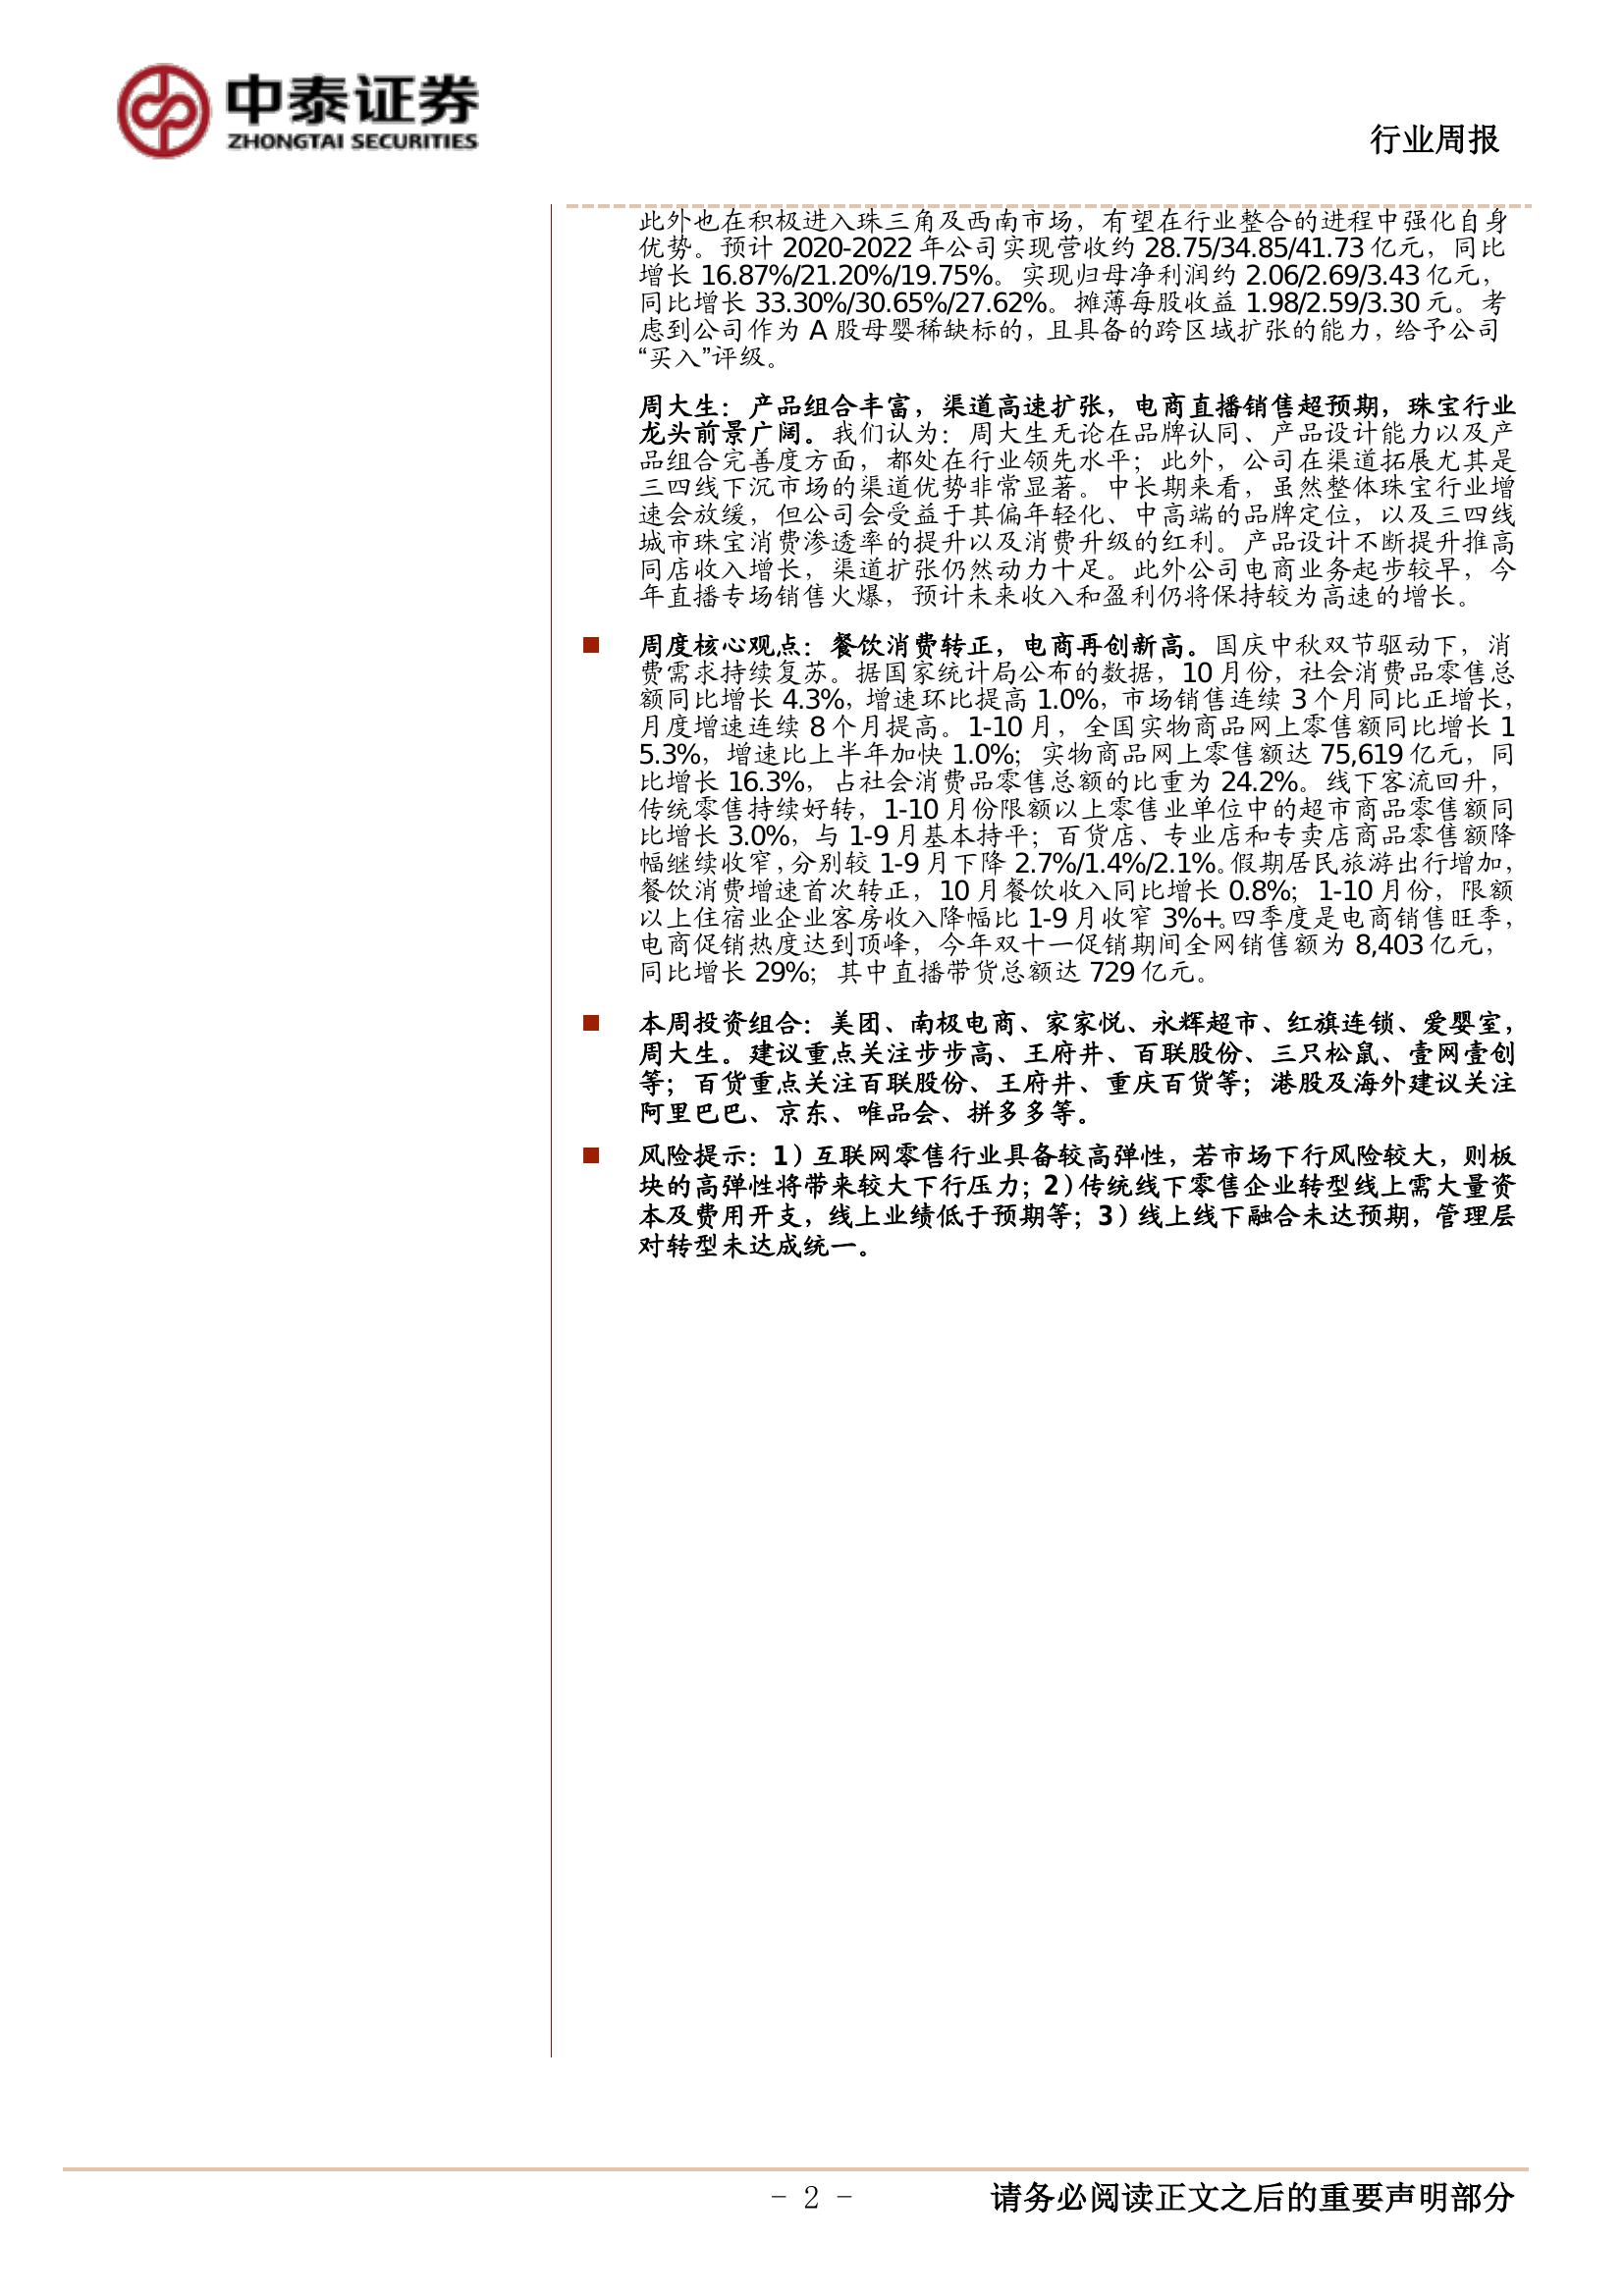 中泰证券
ZHONGTAI SECURITIES
行业周报
此外也在积极进入珠三角及西南市场，有望在行业整合的进程中强化自身
优势。预计 2020-2022 年公司实现营收约 28.75/34.85/41.73 亿元，同比
增长 16.87%/21.20%/19.75%。实现归母净利润约 2.06/2.69/3.43 亿元，
同比增长 33.30%/30.65%/27.62%。摊薄每股收益 1.98/2.59/3.30 元。考
虑到公司作为 A 股母婴稀缺标的，且具备的跨区域扩张的能力，给予公司
“买入”评级。
周大生：产品组合丰富，渠道高速扩张，电商直播销售超预期，珠宝行业
龙头前景广阔。我们认为：周大生无论在品牌认同、产品设计能力以及产
品组合完善度方面，都处在行业领先水平；此外，公司在渠道拓展尤其是
三四线下沉市场的渠道优势非常显著。中长期来看，虽然整体珠宝行业增
速会放缓，但公司会受益于其偏年轻化、中高端的品牌定位，以及三四线
城市珠宝消费渗透率的提升以及消费升级的红利。产品设计不断提升推高
同店收入增长，渠道扩张仍然动力十足。此外公司电商业务起步较早，今
年直播专场销售火爆，预计未来收入和盈利仍将保持较为高速的增长。
■ 周度核心观点：餐饮消费转正，电商再创新高。国庆中秋双节驱动下，消
费需求持续复苏。据国家统计局公布的数据，10 月份，社会消费品零售总
额同比增长 4.3%，增速环比提高 1.0%，市场销售连续 3 个月同比正增长，
月度增速连续 8 个月提高。1-10 月，全国实物商品网上零售额同比增长 1
5.3%，增速比上半年加快 1.0%；实物商品网上零售额达 75,619 亿元，同
比增长 16.3%，占社会消费品零售总额的比重为 24.2%。线下客流回升，
传统零售持续好转，1-10 月份限额以上零售业单位中的超市商品零售额同
比增长 3.0%，与 1-9 月基本持平；百货店、专业店和专卖店商品零售额降
幅继续收窄，分别较 1-9 月下降 2.7%/1.4%/2.1%。假期居民旅游出行增加，
餐饮消费增速首次转正，10 月餐饮收入同比增长 0.8%；1-10 月份，限额
以上住宿业企业客房收入降幅比 1-9 月收窄 3%+。四季度是电商销售旺季，
电商促销热度达到顶峰，今年双十一促销期间全网销售额为 8,403 亿元，
同比增长 29%；其中直播带货总额达 729 亿元。
■ 本周投资组合：美团、南极电商、家家悦、永辉超市、红旗连锁、爱婴室，
周大生。建议重点关注步步高、王府井、百联股份、三只松鼠、壹网壹创
等；百货重点关注百联股份、王府井、重庆百货等；港股及海外建议关注
阿里巴巴、京东、唯品会、拼多多等。
■ 风险提示：1）互联网零售行业具备较高弹性，若市场下行风险较大，则板
块的高弹性将带来较大下行压力；2）传统线下零售企业转型线上需大量资
本及费用开支，线上业绩低于预期等；3）线上线下融合未达预期，管理层
对转型未达成统一。
- 2 -
请务必阅读正文之后的重要声明部分